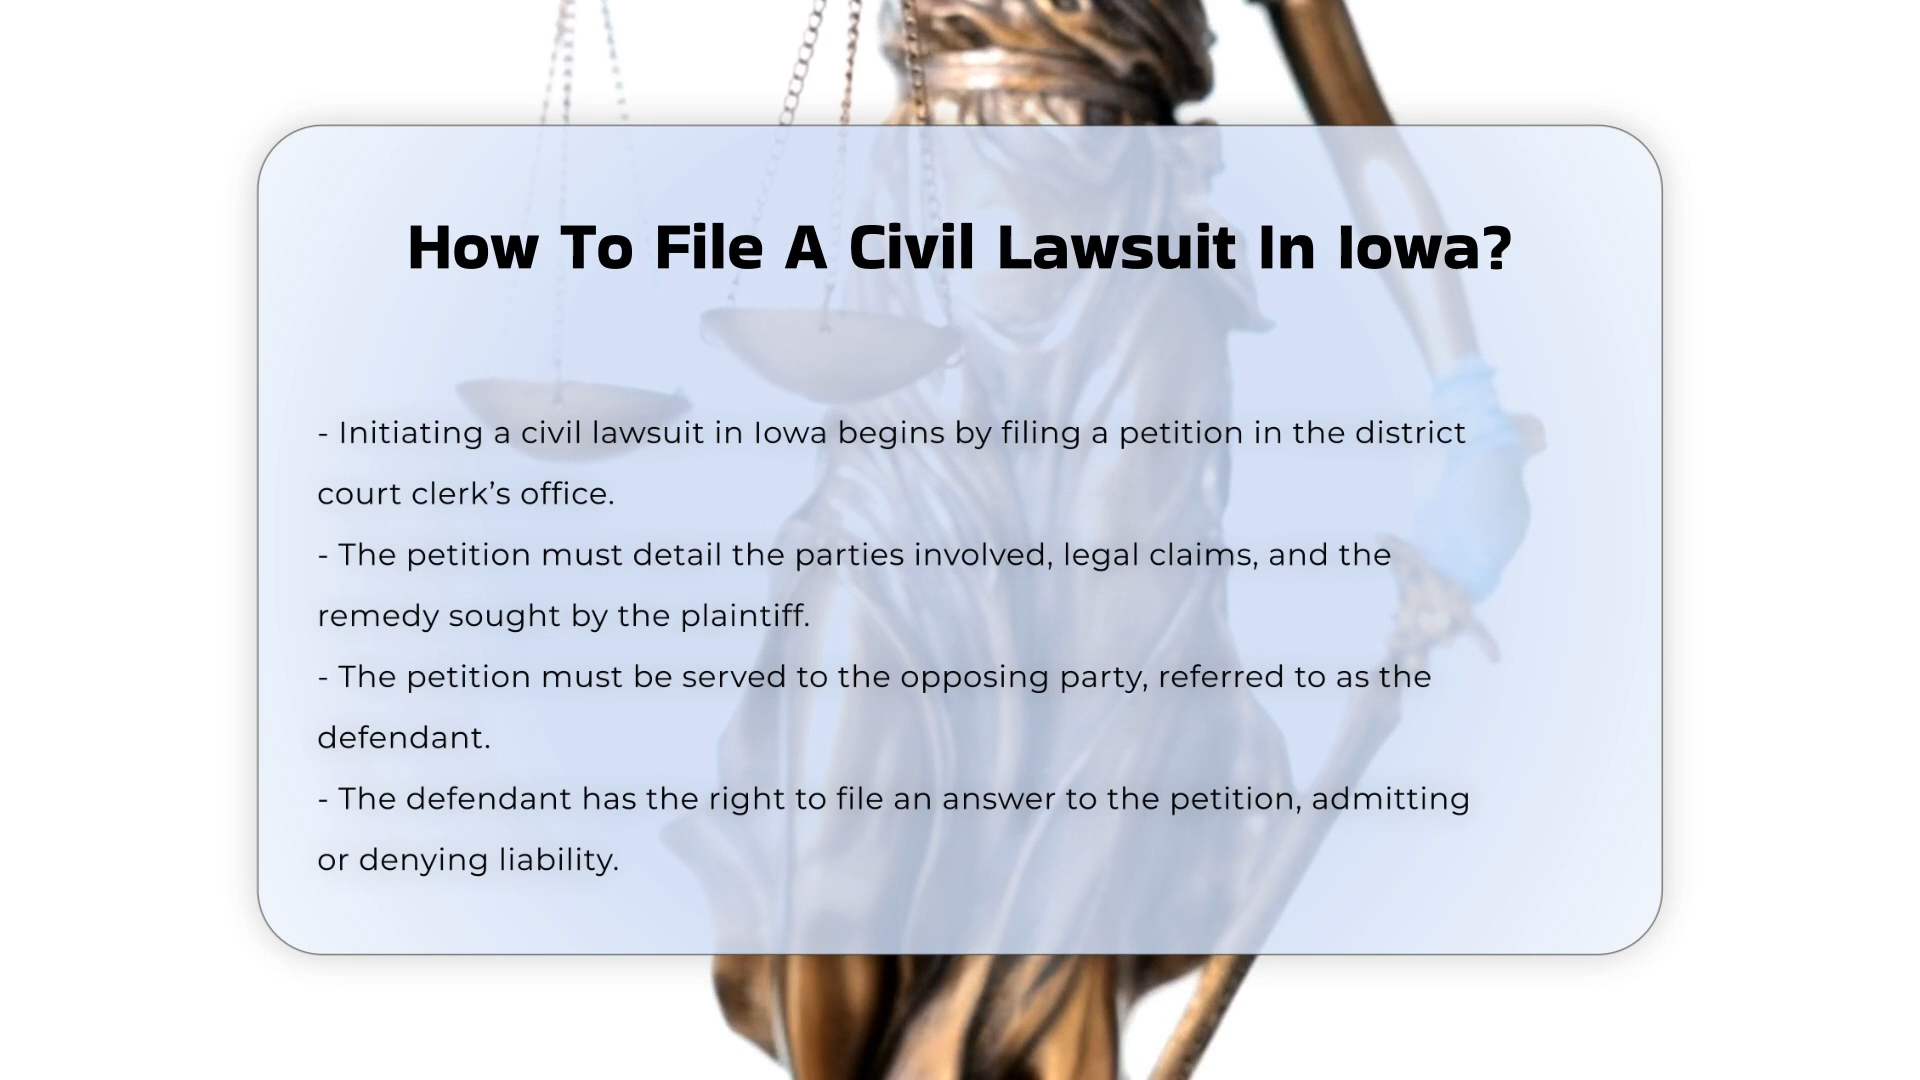 How To File A Civil Lawsuit In Iowa?
- Initiating a civil lawsuit in Iowa begins by filing a petition in the district
court clerk’s office.
- The petition must detail the parties involved, legal claims, and the
remedy sought by the plaintiff.
- The petition must be served to the opposing party, referred to as the
defendant.
- The defendant has the right to file an answer to the petition, admitting
or denying liability.